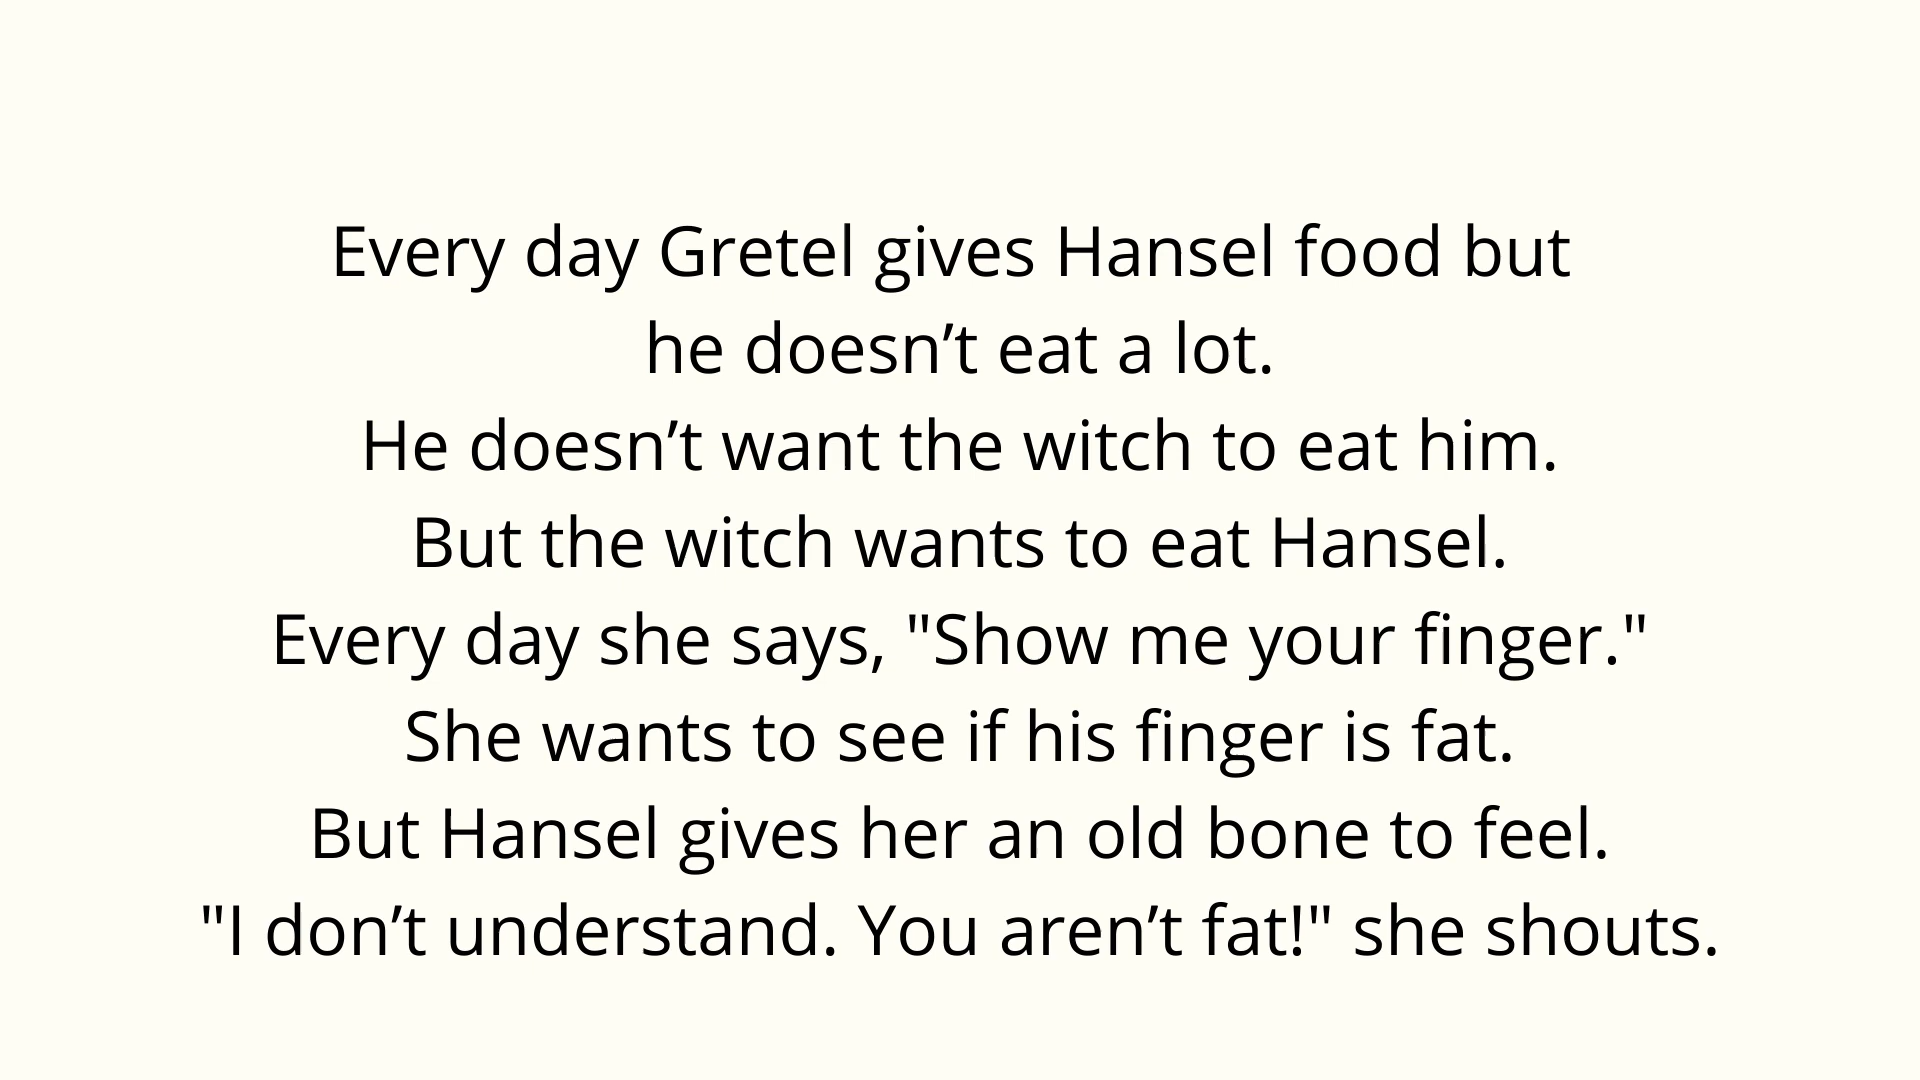 Every day Gretel gives Hansel food but
he doesn’t eat a lot.
He doesn’t want the witch to eat him.
But the witch wants to eat Hansel.
Every day she says, "Show me your finger."
She wants to see if his finger is fat.
But Hansel gives her an old bone to feel.
"I don’t understand. You aren’t fat!" she shouts.